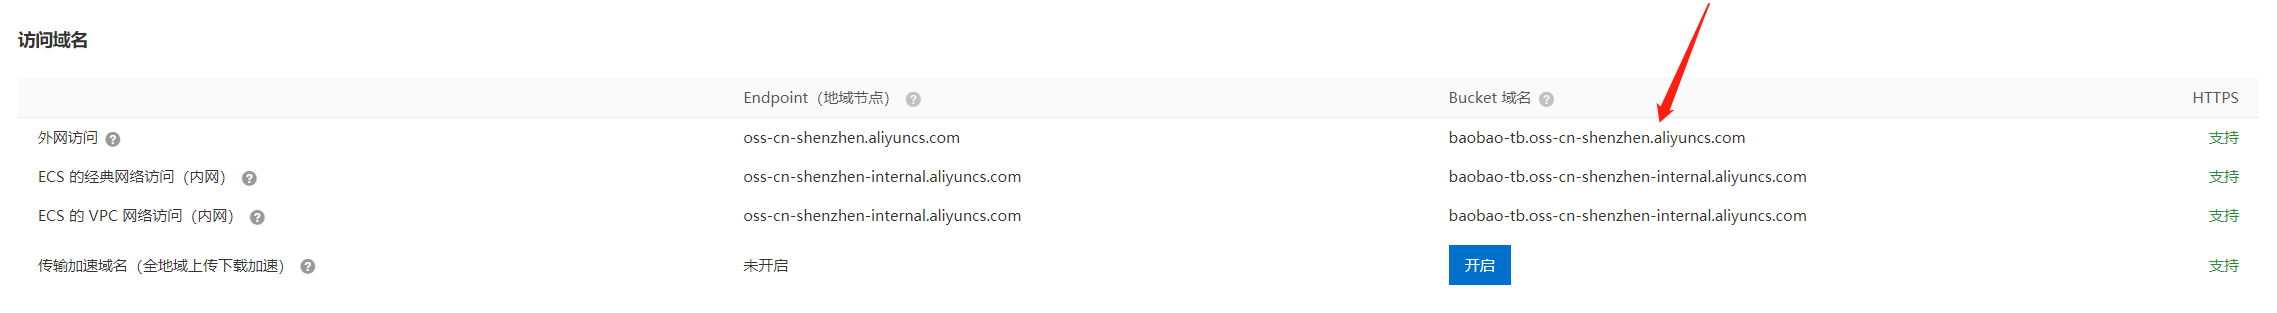 访问域名
Endpoint（地域节点） Bucket 域名 HTTPS
外网访问 oss-cn-shenzhen.aliyuncs.com baobao-tb.oss-cn-shenzhen.aliyuncs.com 支持
ECS 的经典网络访问（内网） oss-cn-shenzhen-internal.aliyuncs.com baobao-tb.oss-cn-shenzhen-internal.aliyuncs.com 支持
ECS 的 VPC 网络访问（内网） oss-cn-shenzhen-internal.aliyuncs.com baobao-tb.oss-cn-shenzhen-internal.aliyuncs.com 支持
传输加速域名（全地域上传下载加速） 未开启 开启 支持